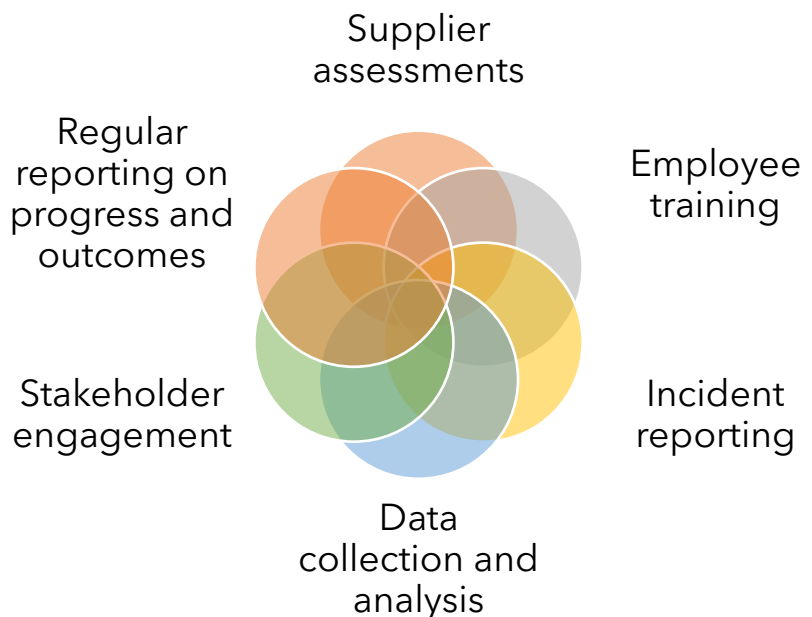 Supplier
assessments
Employee
training
Incident
reporting
Data
collection and
analysis
Stakeholder
engagement
Regular
reporting on
progress and
outcomes